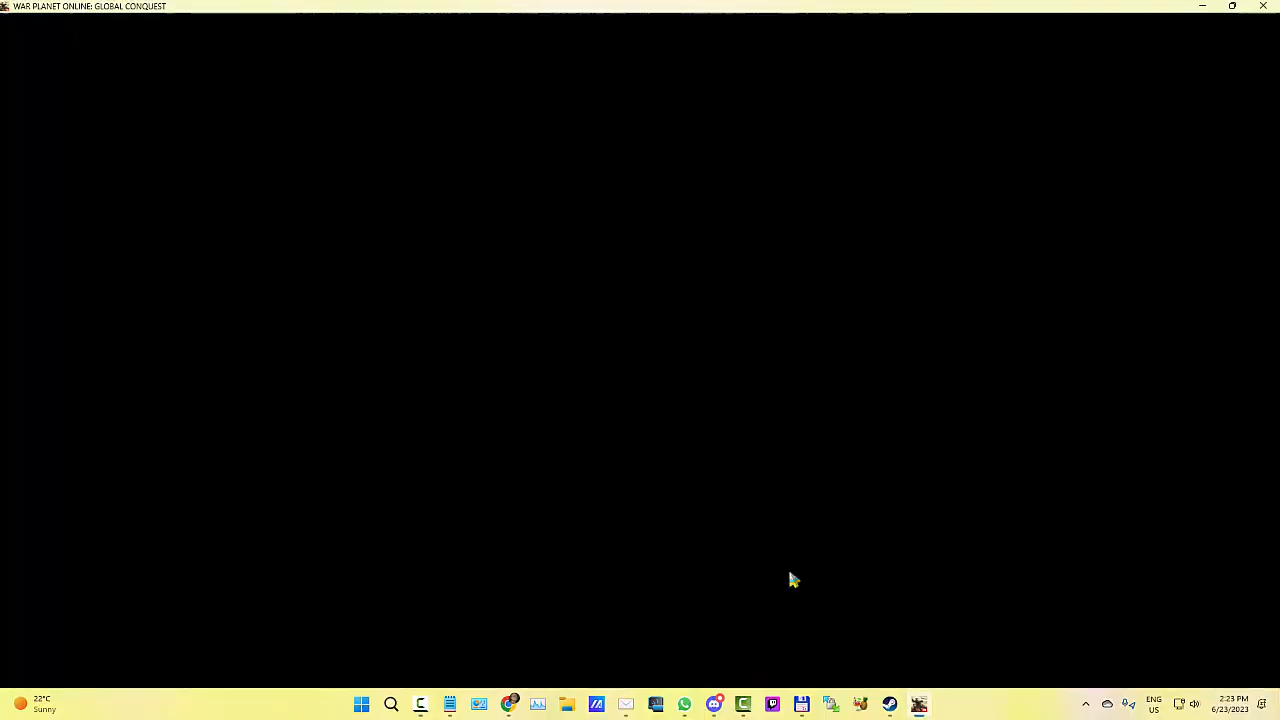 WAR PLANET ONLINE: GLOBAL CONQUEST
22°C
Sunny
ENG
US
2:23 PM
6/23/2023